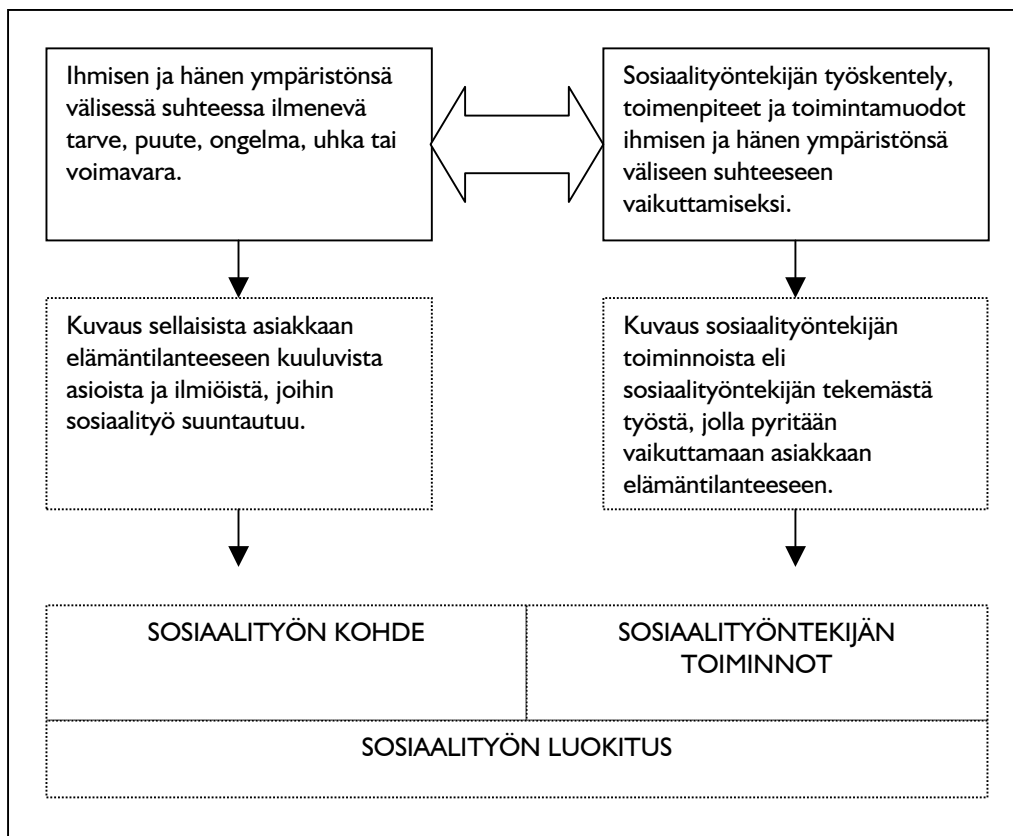 Ihmisen ja hänen ympäristönsä
välisessä suhteessa ilmenevä
tarve, puute, ongelma, uhka tai
voimavara.
Sosiaalityöntekijän työskentely,
toimenpiteet ja toimintamuodot
ihmisen ja hänen ympäristönsä
väliseen suhteeseen
vaikuttamiseksi.
Kuvaus sellaisista asiakkaan
elämäntilanteeseen kuuluvista
asioista ja ilmiöistä, joihin
sosiaalityö suuntautuu.
Kuvaus sosiaalityöntekijän
toiminnoista eli
sosiaalityöntekijän tekemästä
työstä, jolla pyritään
vaikuttamaan asiakkaan
elämäntilanteeseen.
SOSIAALITYÖN KOHDE
SOSIAALITYÖNTEKIJÄN
TOIMINNOT
SOSIAALITYÖN LUOKITUS